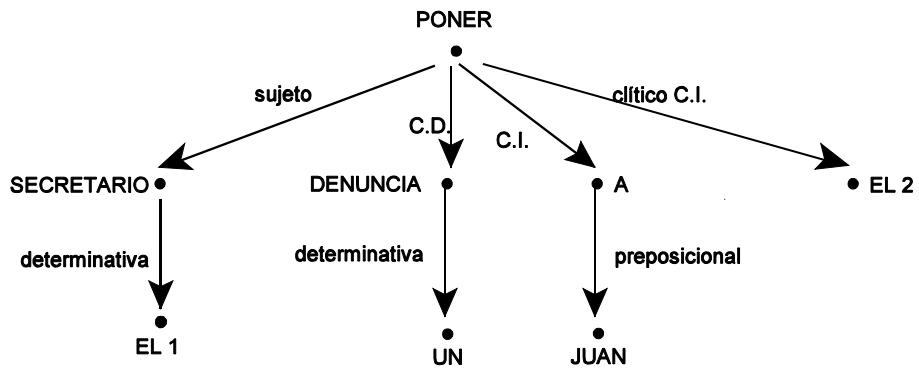 PONER
sujeto
clítico C.I.
C.D.
C.I.
SECRETARIO
DENUNCIA
A
EL 2
determinativa
determinativa
preposicional
EL 1
UN
JUAN